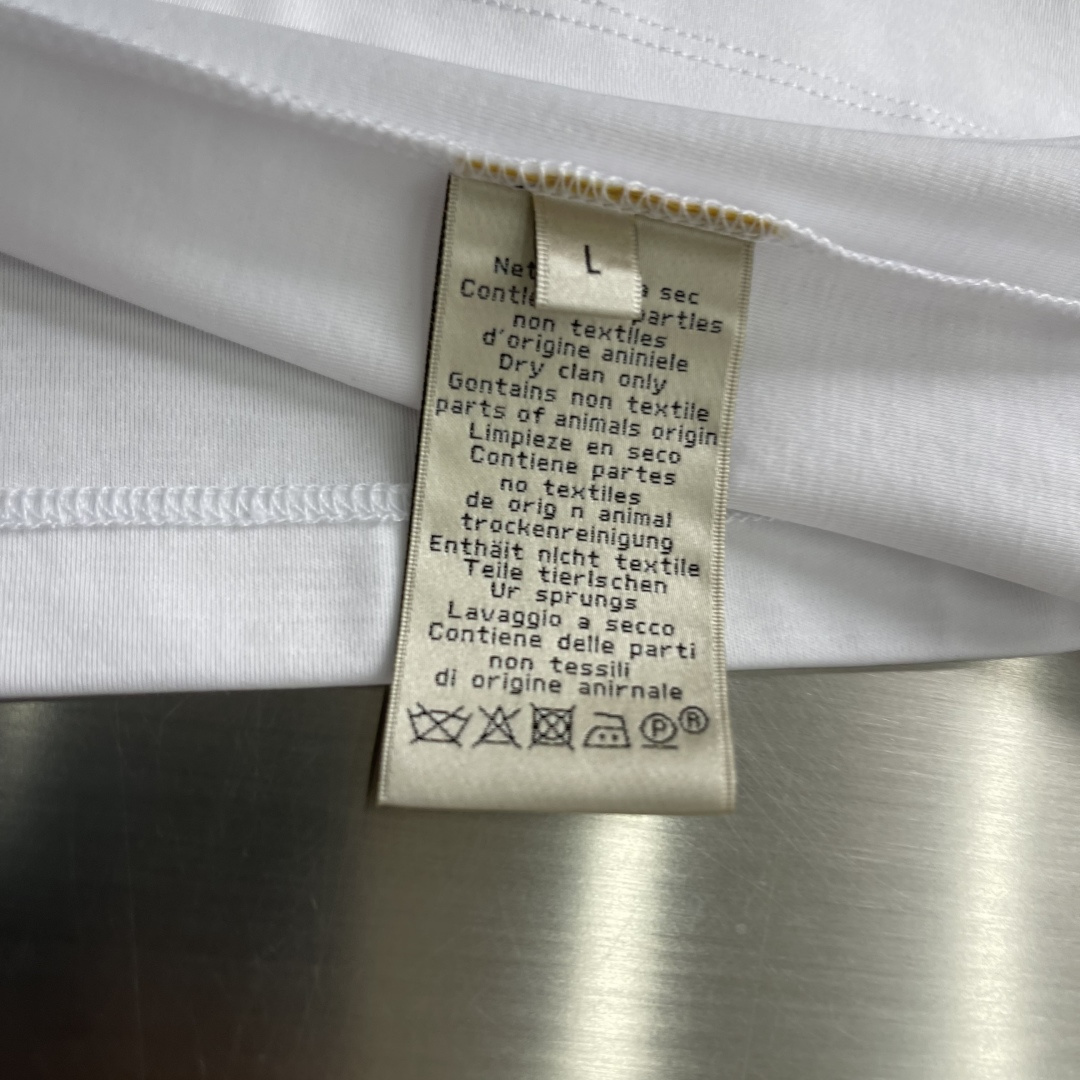 L
Net a sec
Contie parties
non textiles
d'origine aniniele
Dry clan only
Gontains non textile
parts of animals origin
Limpieze en seco
Contiene partes
no textiles
de orig n animal
trockenreinigung
Enthäit nlcht textile
Teile tierlschen
Ur sprungs
Lavaggio a secco
Contiene delle parti
non tessili
di origine anirnale
P ®